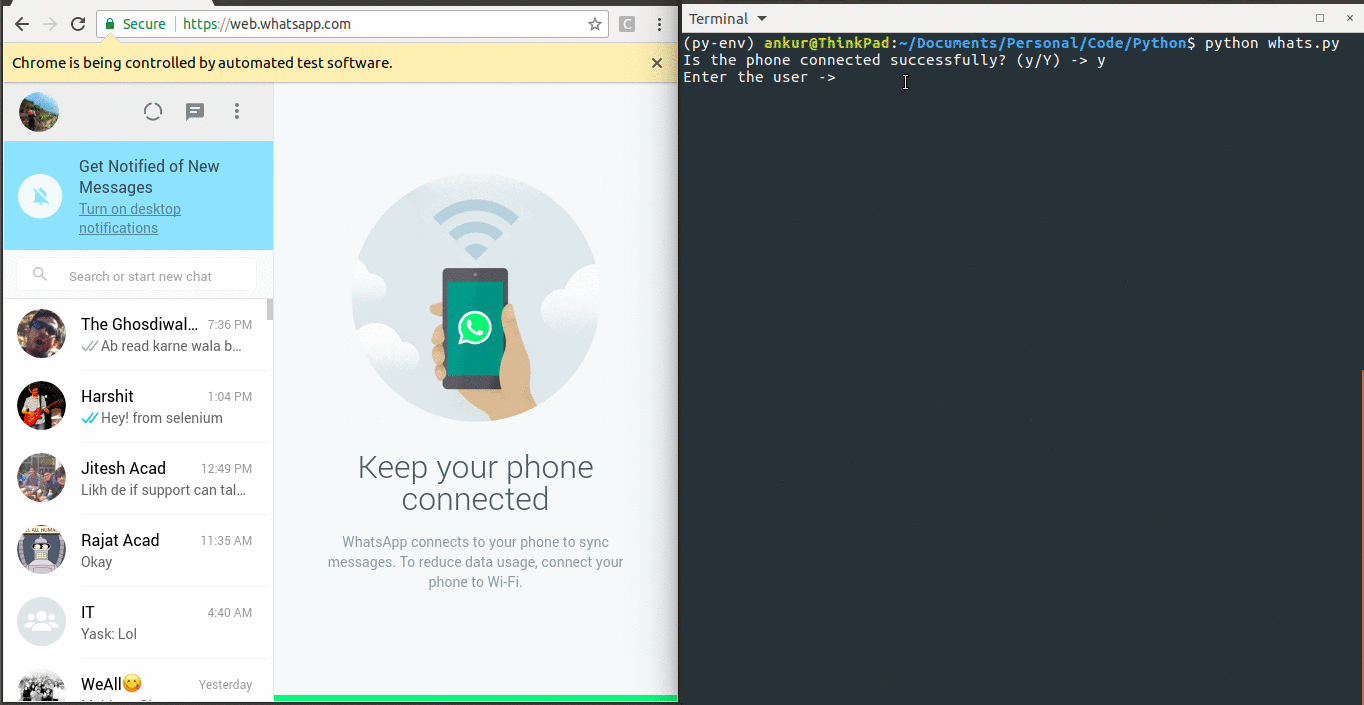 Secure https://web.whatsapp.com
C
Chrome is being controlled by automated test software.
Get Notified of New
Messages
Turn on desktop
notifications
Search or start new chat
The Ghosdiwal... 7:36 PM
Ab read karne wala b...
Harshit 1:04 PM
Hey! from selenium
Jitesh Acad 12:49 PM
Likh de if support can tal...
Rajat Acad 11:35 AM
Okay
IT 4:40 AM
Yask: Lol
WeAll😋 Yesterday
Keep your phone
connected
WhatsApp connects to your phone to sync
messages. To reduce data usage, connect your
phone to Wi-Fi.
Terminal
(py-env) ankur@ThinkPad:~/Documents/Personal/Code/Python$ python whats.py
Is the phone connected successfully? (y/Y) -> y
Enter the user ->